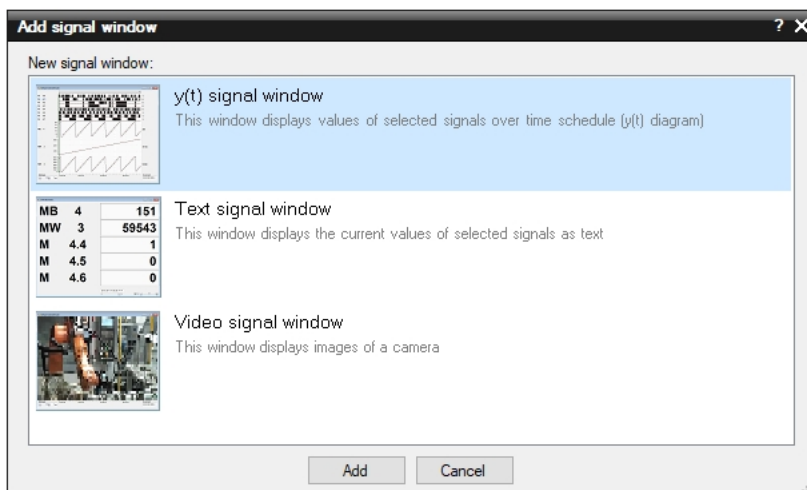 Add signal window
?
New signal window:
y(t) signal window
This window displays values of selected signals over time schedule (y(t) diagram)
MB 4 151
MW 3 59543
M 4.4 1
M 4.5 0
M 4.6 0
Text signal window
This window displays the current values of selected signals as text
Video signal window
This window displays images of a camera
Add
Cancel